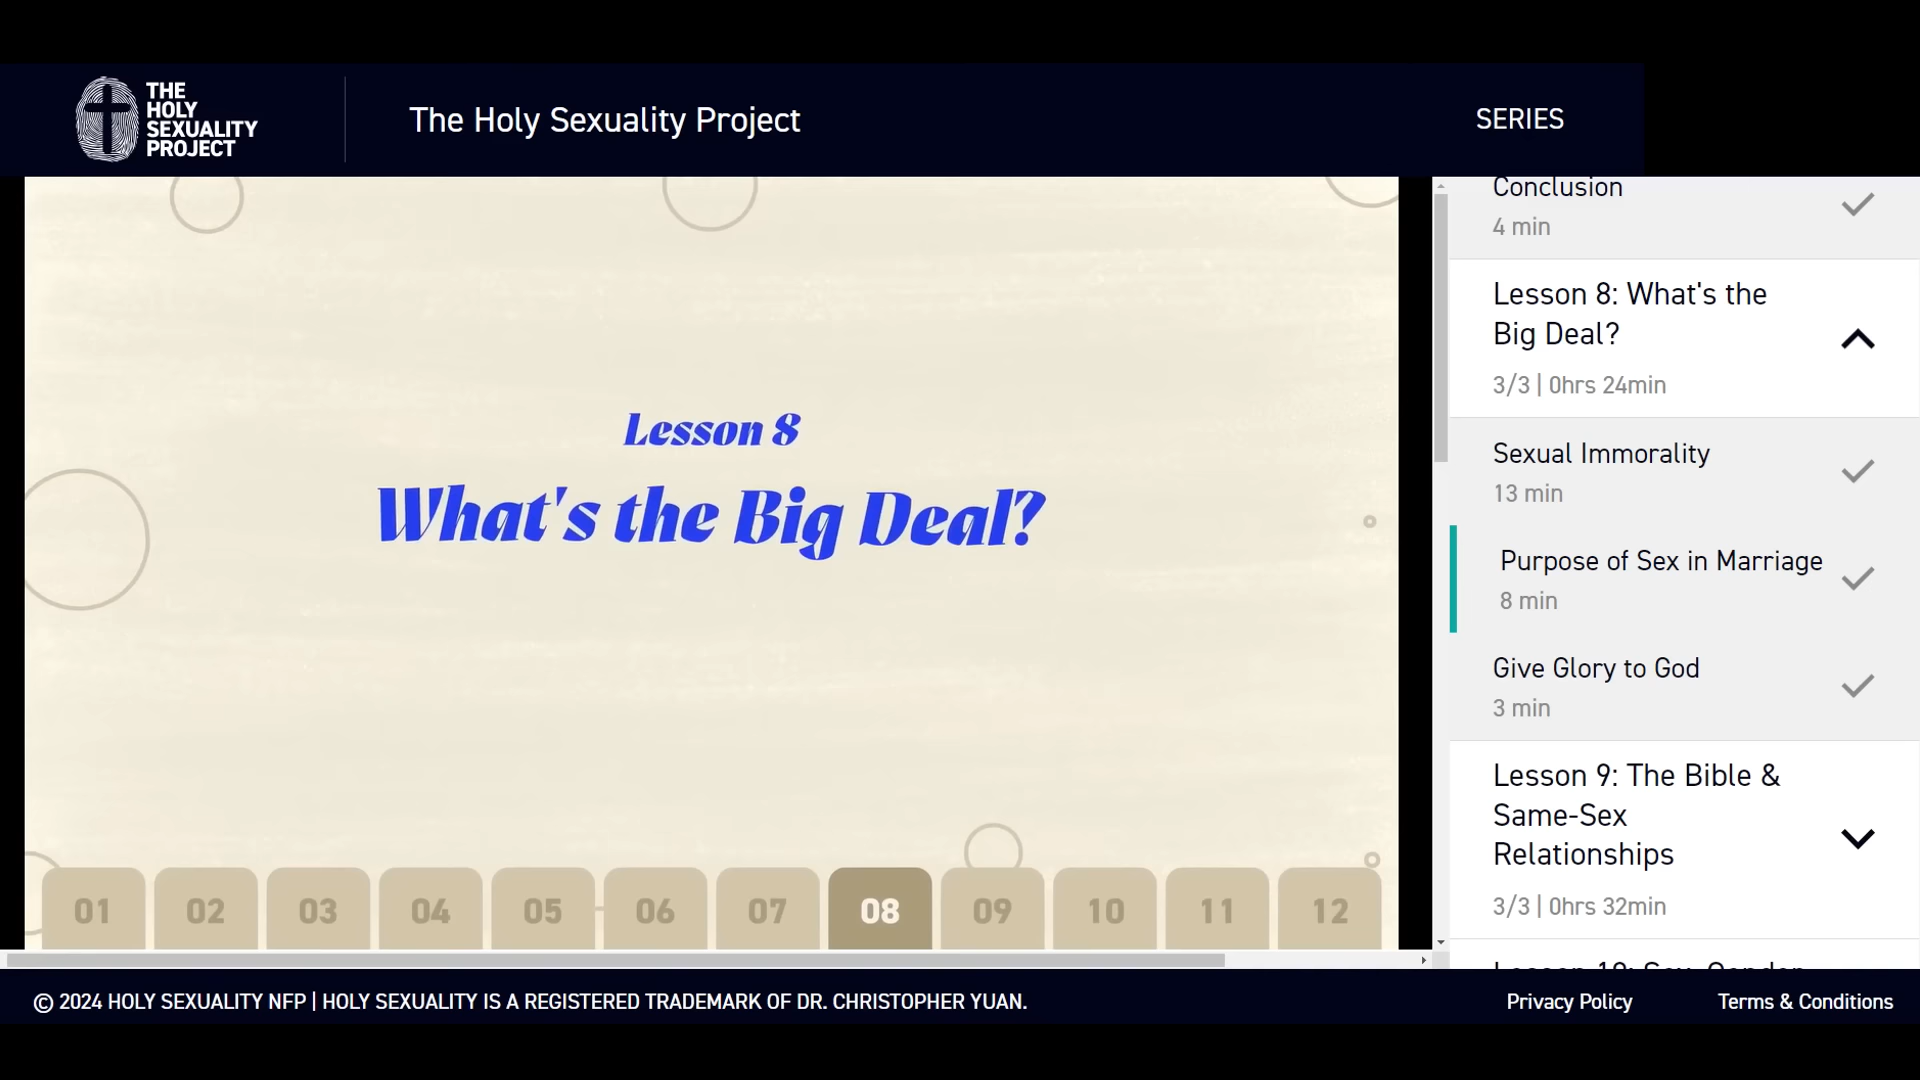 THE
HOLY
SEXUALITY
PROJECT
The Holy Sexuality Project
SERIES
Lesson 8
What's the Big Deal?
01 02 03 04 05 06 07 08 09 10 11 12
Conclusion
4 min
Lesson 8: What's the
Big Deal?
3/3 | 0hrs 24min
Sexual Immorality
13 min
Purpose of Sex in Marriage
8 min
Give Glory to God
3 min
Lesson 9: The Bible &
Same-Sex
Relationships
3/3 | 0hrs 32min
© 2024 HOLY SEXUALITY NFP | HOLY SEXUALITY IS A REGISTERED TRADEMARK OF DR. CHRISTOPHER YUAN.
Privacy Policy
Terms & Conditions